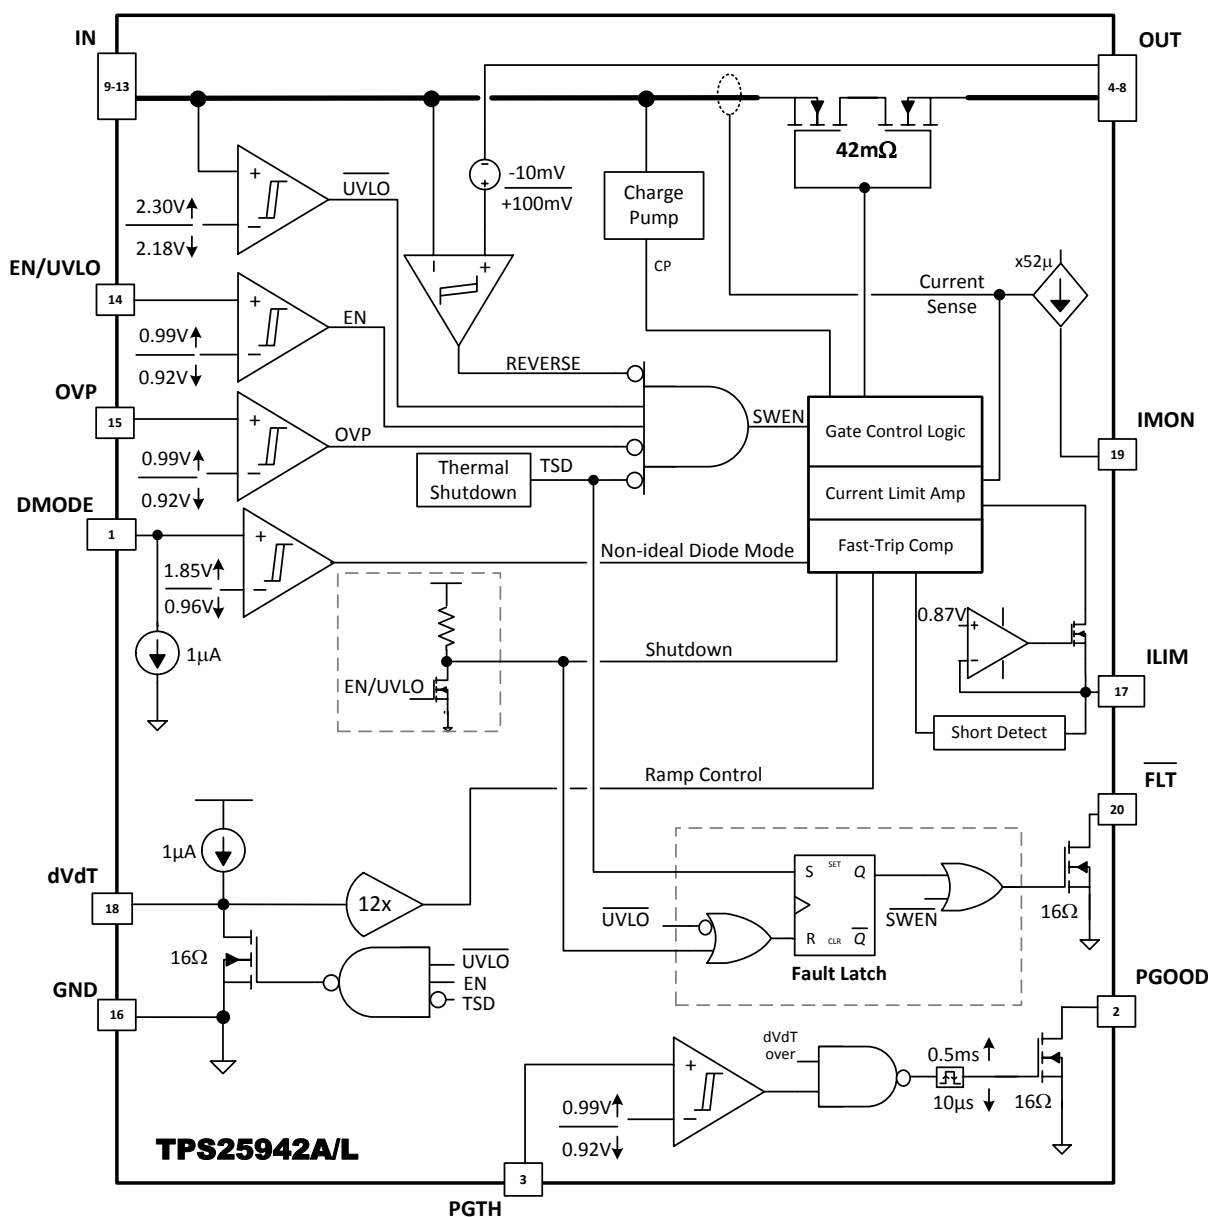 IN
9-13
OUT
4-8
-
+
-10mV
+100mV
42mΩ
Charge
Pump
CP
+
−
UVLO
2.30V
2.18V
x52µ
Current
Sense
EN/UVLO
14
+
−
EN
0.99V
0.92V
−
+
REVERSE
OVP
15
+
−
OVP
0.99V
0.92V
SWEN
Gate Control Logic
Current Limit Amp
Fast-Trip Comp
IMON
19
Thermal
Shutdown
TSD
DMODE
1
+
−
1.85V
0.96V
Non-ideal Diode Mode
1µA
EN/UVLO
Shutdown
0.87V
+
−
ILIM
17
Short Detect
Ramp Control
FLT
20
1µA
dVdT
18
12x
16Ω
UVLO
EN
TSD
GND
16
UVLO
S
SET
Q
R
CLR
Q
Fault Latch
SWEN
16Ω
PGOOD
2
dVdT
over
0.5ms
10µs
16Ω
+
−
0.99V
0.92V
TPS25942A/L
3
PGTH